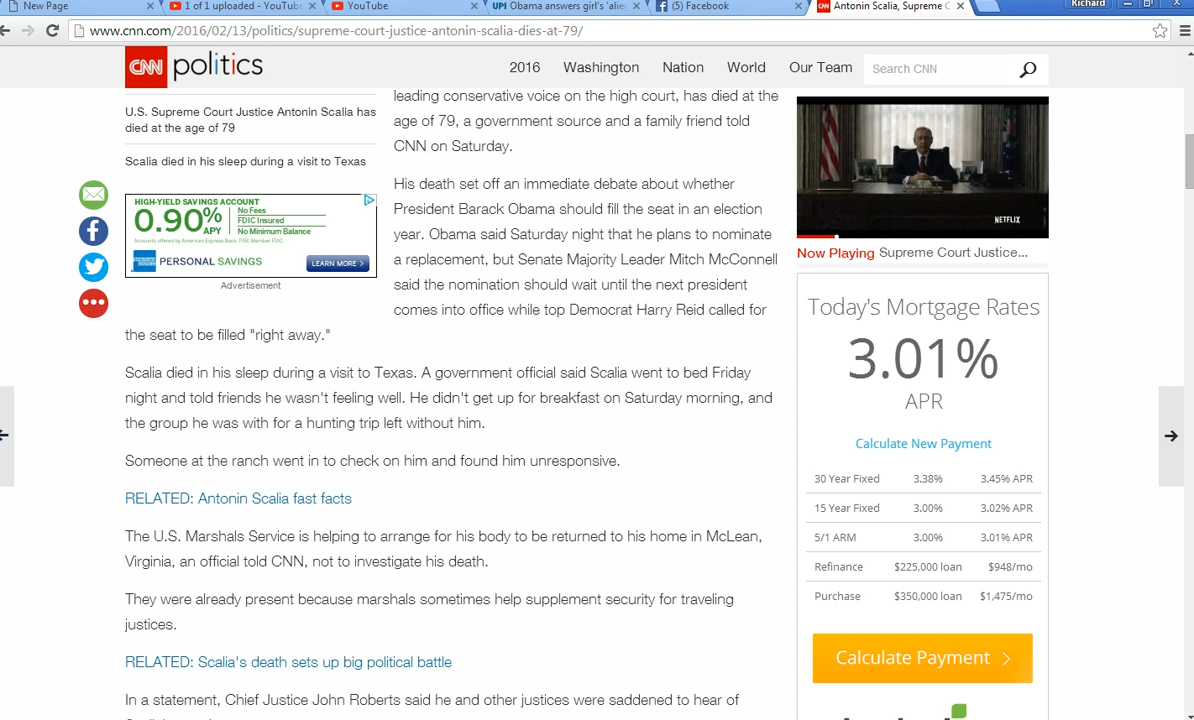 New Page
1 of 1 uploaded - YouTube
YouTube
UPI Obama answers girl's 'alie
(5) Facebook
CNN Antonin Scalia, Supreme C
Richard
www.cnn.com/2016/02/13/politics/supreme-court-justice-antonin-scalia-dies-at-79/
CNN politics
2016 Washington Nation World Our Team
Search CNN
U.S. Supreme Court Justice Antonin Scalia has
died at the age of 79
Scalia died in his sleep during a visit to Texas
HIGH-YIELD SAVINGS ACCOUNT
0.90% APY
No Fees
FDIC Insured
No Minimum Balance
Accounts offered by American Express Bank, FSB. Member FDIC.
PERSONAL SAVINGS
LEARN MORE >
Advertisement
leading conservative voice on the high court, has died at the
age of 79, a government source and a family friend told
CNN on Saturday.
His death set off an immediate debate about whether
President Barack Obama should fill the seat in an election
year. Obama said Saturday night that he plans to nominate
a replacement, but Senate Majority Leader Mitch McConnell
said the nomination should wait until the next president
comes into office while top Democrat Harry Reid called for
the seat to be filled "right away."
Scalia died in his sleep during a visit to Texas. A government official said Scalia went to bed Friday
night and told friends he wasn't feeling well. He didn't get up for breakfast on Saturday morning, and
the group he was with for a hunting trip left without him.
Someone at the ranch went in to check on him and found him unresponsive.
RELATED: Antonin Scalia fast facts
The U.S. Marshals Service is helping to arrange for his body to be returned to his home in McLean,
Virginia, an official told CNN, not to investigate his death.
They were already present because marshals sometimes help supplement security for traveling
justices.
RELATED: Scalia's death sets up big political battle
In a statement, Chief Justice John Roberts said he and other justices were saddened to hear of
NETFLIX
Now Playing Supreme Court Justice...
Today's Mortgage Rates
3.01%
APR
Calculate New Payment
30 Year Fixed 3.38% 3.45% APR
15 Year Fixed 3.00% 3.02% APR
5/1 ARM 3.00% 3.01% APR
Refinance $225,000 loan $948/mo
Purchase $350,000 loan $1,475/mo
Calculate Payment >